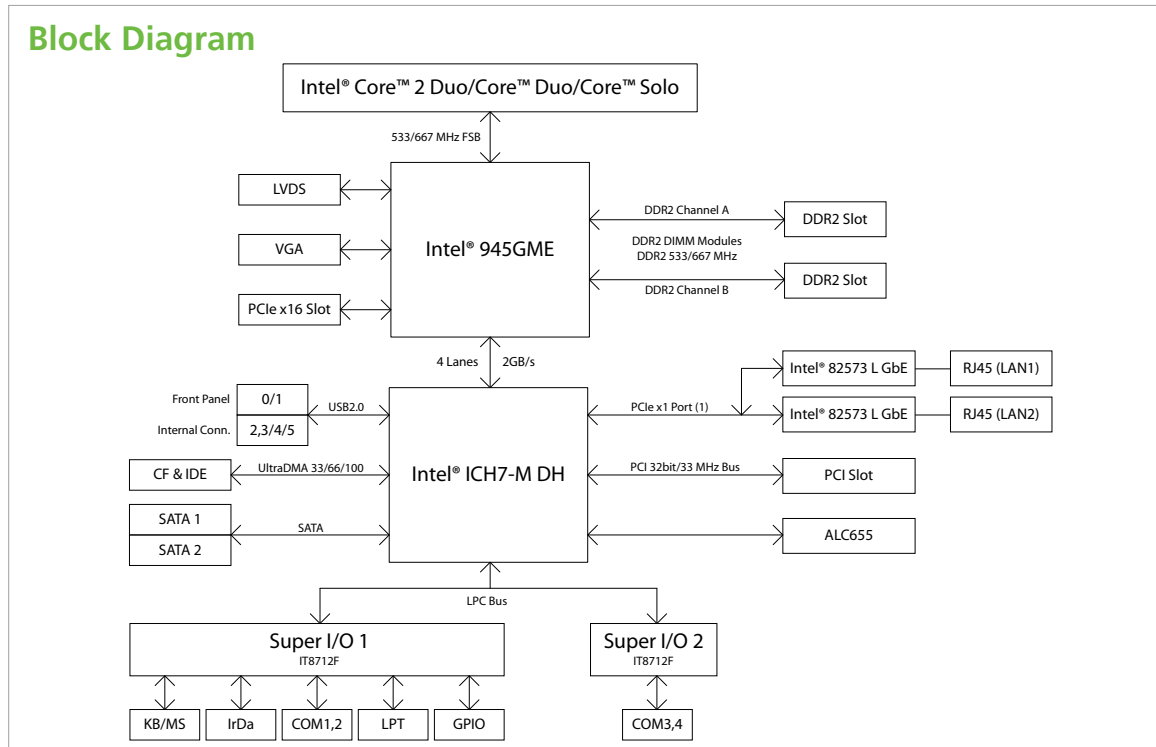 Block Diagram
Intel® Core™ 2 Duo/Core™ Duo/Core™ Solo
533/667 MHz FSB
LVDS
VGA
PCIe x16 Slot
Intel® 945GME
DDR2 Channel A
DDR2 DIMM Modules
DDR2 533/667 MHz
DDR2 Channel B
DDR2 Slot
DDR2 Slot
4 Lanes
2GB/s
Front Panel
0/1
Internal Conn.
2,3/4/5
USB2.0
CF & IDE
UltraDMA 33/66/100
SATA 1
SATA 2
SATA
Intel® ICH7-M DH
PCIe x1 Port (1)
Intel® 82573 L GbE
RJ45 (LAN1)
Intel® 82573 L GbE
RJ45 (LAN2)
PCI 32bit/33 MHz Bus
PCI Slot
ALC655
LPC Bus
Super I/O 1
IT8712F
Super I/O 2
IT8712F
KB/MS
IrDa
COM1,2
LPT
GPIO
COM3,4